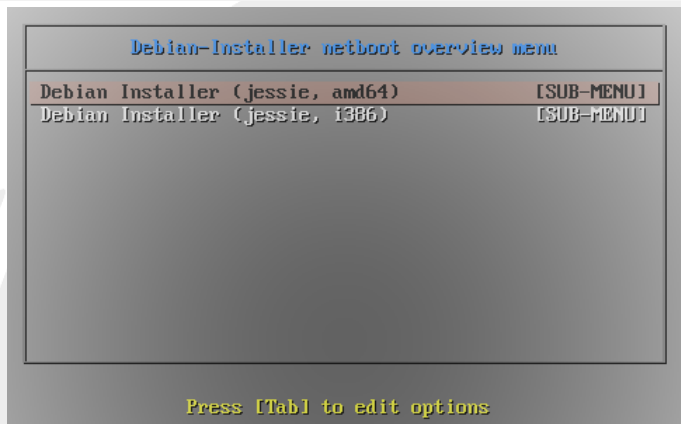 Debian-Installer netboot overview menu
Debian Installer (jessie, amd64) [SUB-MENU]
Debian Installer (jessie, i386) [SUB-MENU]
Press [Tab] to edit options